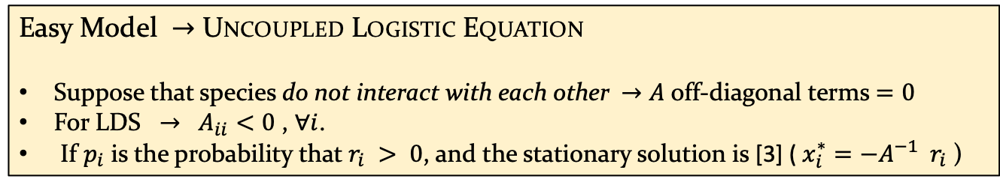 Easy Model → UNCOUPLED LOGISTIC EQUATION
• Suppose that species do not interact with each other → A off-diagonal terms = 0
• For LDS → A_{ii} < 0 , ∀i.
• If p_i is the probability that r_i > 0, and the stationary solution is [3] ( x_i^* = −A^{−1} r_i )